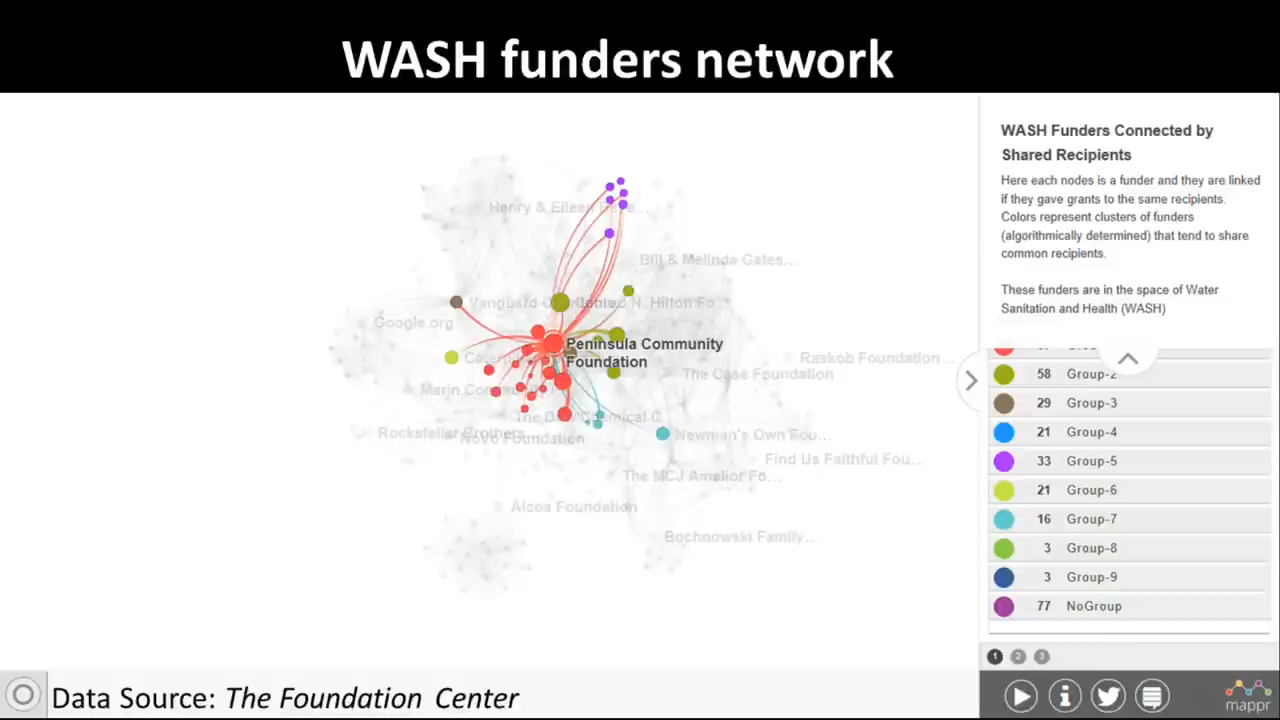 WASH funders network
WASH Funders Connected by
Shared Recipients
Here each nodes is a funder and they are linked
if they gave grants to the same recipients.
Colors represent clusters of funders
(algorithmically determined) that tend to share
common recipients.
These funders are in the space of Water
Sanitation and Health (WASH)
Henry & Eileen
Bill & Melinda Gates...
Vanguard
N. Hilton Fo...
Google.org
Peninsula Community
Foundation
Raskob Foundation...
The Case Foundation
Marin
The Dow Chemical C
Rockefeller Brothers
Novo Foundation
Newman's Own Fou...
Find Us Faithful Fou...
The MCJ Amelior Fo...
Alcoa Foundation
Bochnowski Family...
58 Group-2
29 Group-3
21 Group-4
33 Group-5
21 Group-6
16 Group-7
3 Group-8
3 Group-9
77 NoGroup
1 2 3
Data Source: The Foundation Center
mappr